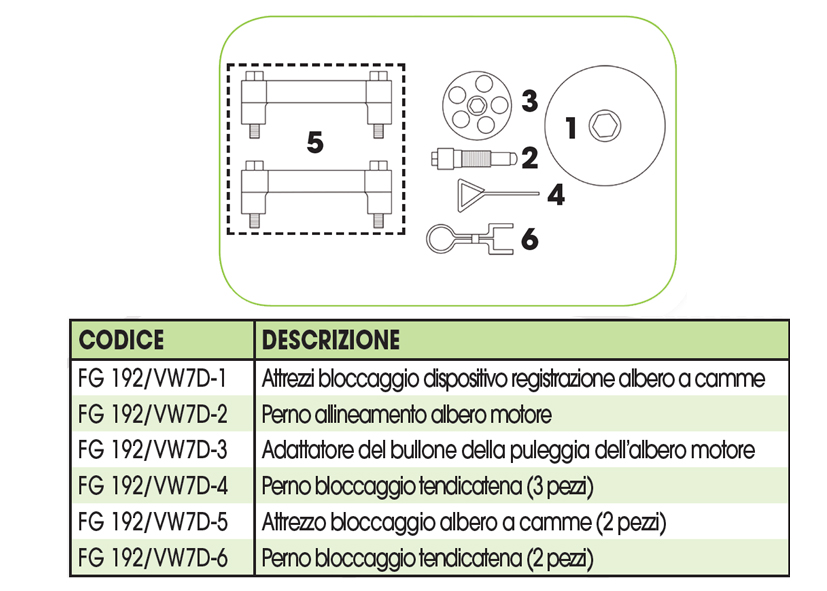 3
1
5
2
4
6
CODICE DESCRIZIONE
FG 192/VW7D-1 Attrezzi bloccaggio dispositivo registrazione albero a camme
FG 192/VW7D-2 Perno allineamento albero motore
FG 192/VW7D-3 Adattatore del bullone della puleggia dell'albero motore
FG 192/VW7D-4 Perno bloccaggio tendicatena (3 pezzi)
FG 192/VW7D-5 Attrezzo bloccaggio albero a camme (2 pezzi)
FG 192/VW7D-6 Perno bloccaggio tendicatena (2 pezzi)